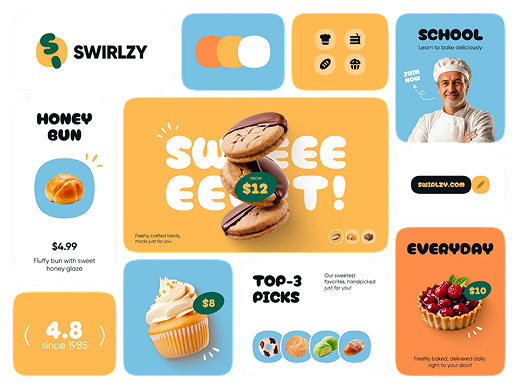 SWIRLZY
SCHOOL
Learn to bake deliciously
JOIN
NOW
HONEY
BUN
$4.99
Fluffy bun with sweet
honey glaze
SWEEE
EEEET!
FROM
$12
Freshly crafted treats,
made just for you
SWIRLZY.COM
EVERYDAY
$10
Freshly baked, delivered daily
right to your door!
4.8
since 1985
$8
TOP-3
PICKS
Our sweetest
favorites, handpicked
just for you!